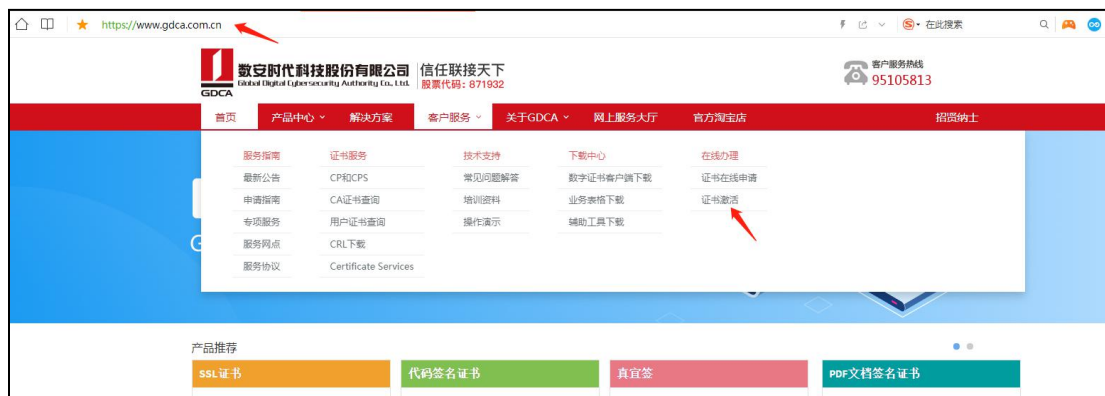 https://www.gdca.com.cn
在此搜索
GDCA
数安时代科技股份有限公司
Global Digital Cybersecurity Authority Co., Ltd.
信任联接天下
股票代码: 871932
客户服务热线
95105813
首页 产品中心 解决方案 客户服务 关于GDCA 网上服务大厅 官方淘宝店 招贤纳士
服务指南 证书服务 技术支持 下载中心 在线办理
最新公告 CP和CPS 常见问题解答 数字证书客户端下载 证书在线申请
申请指南 CA证书查询 培训资料 业务表格下载 证书激活
专项服务 用户证书查询 操作演示 辅助工具下载
服务网点 CRL下载
服务协议 Certificate Services
G
产品推荐
SSL证书 代码签名证书 真宜签 PDF文档签名证书